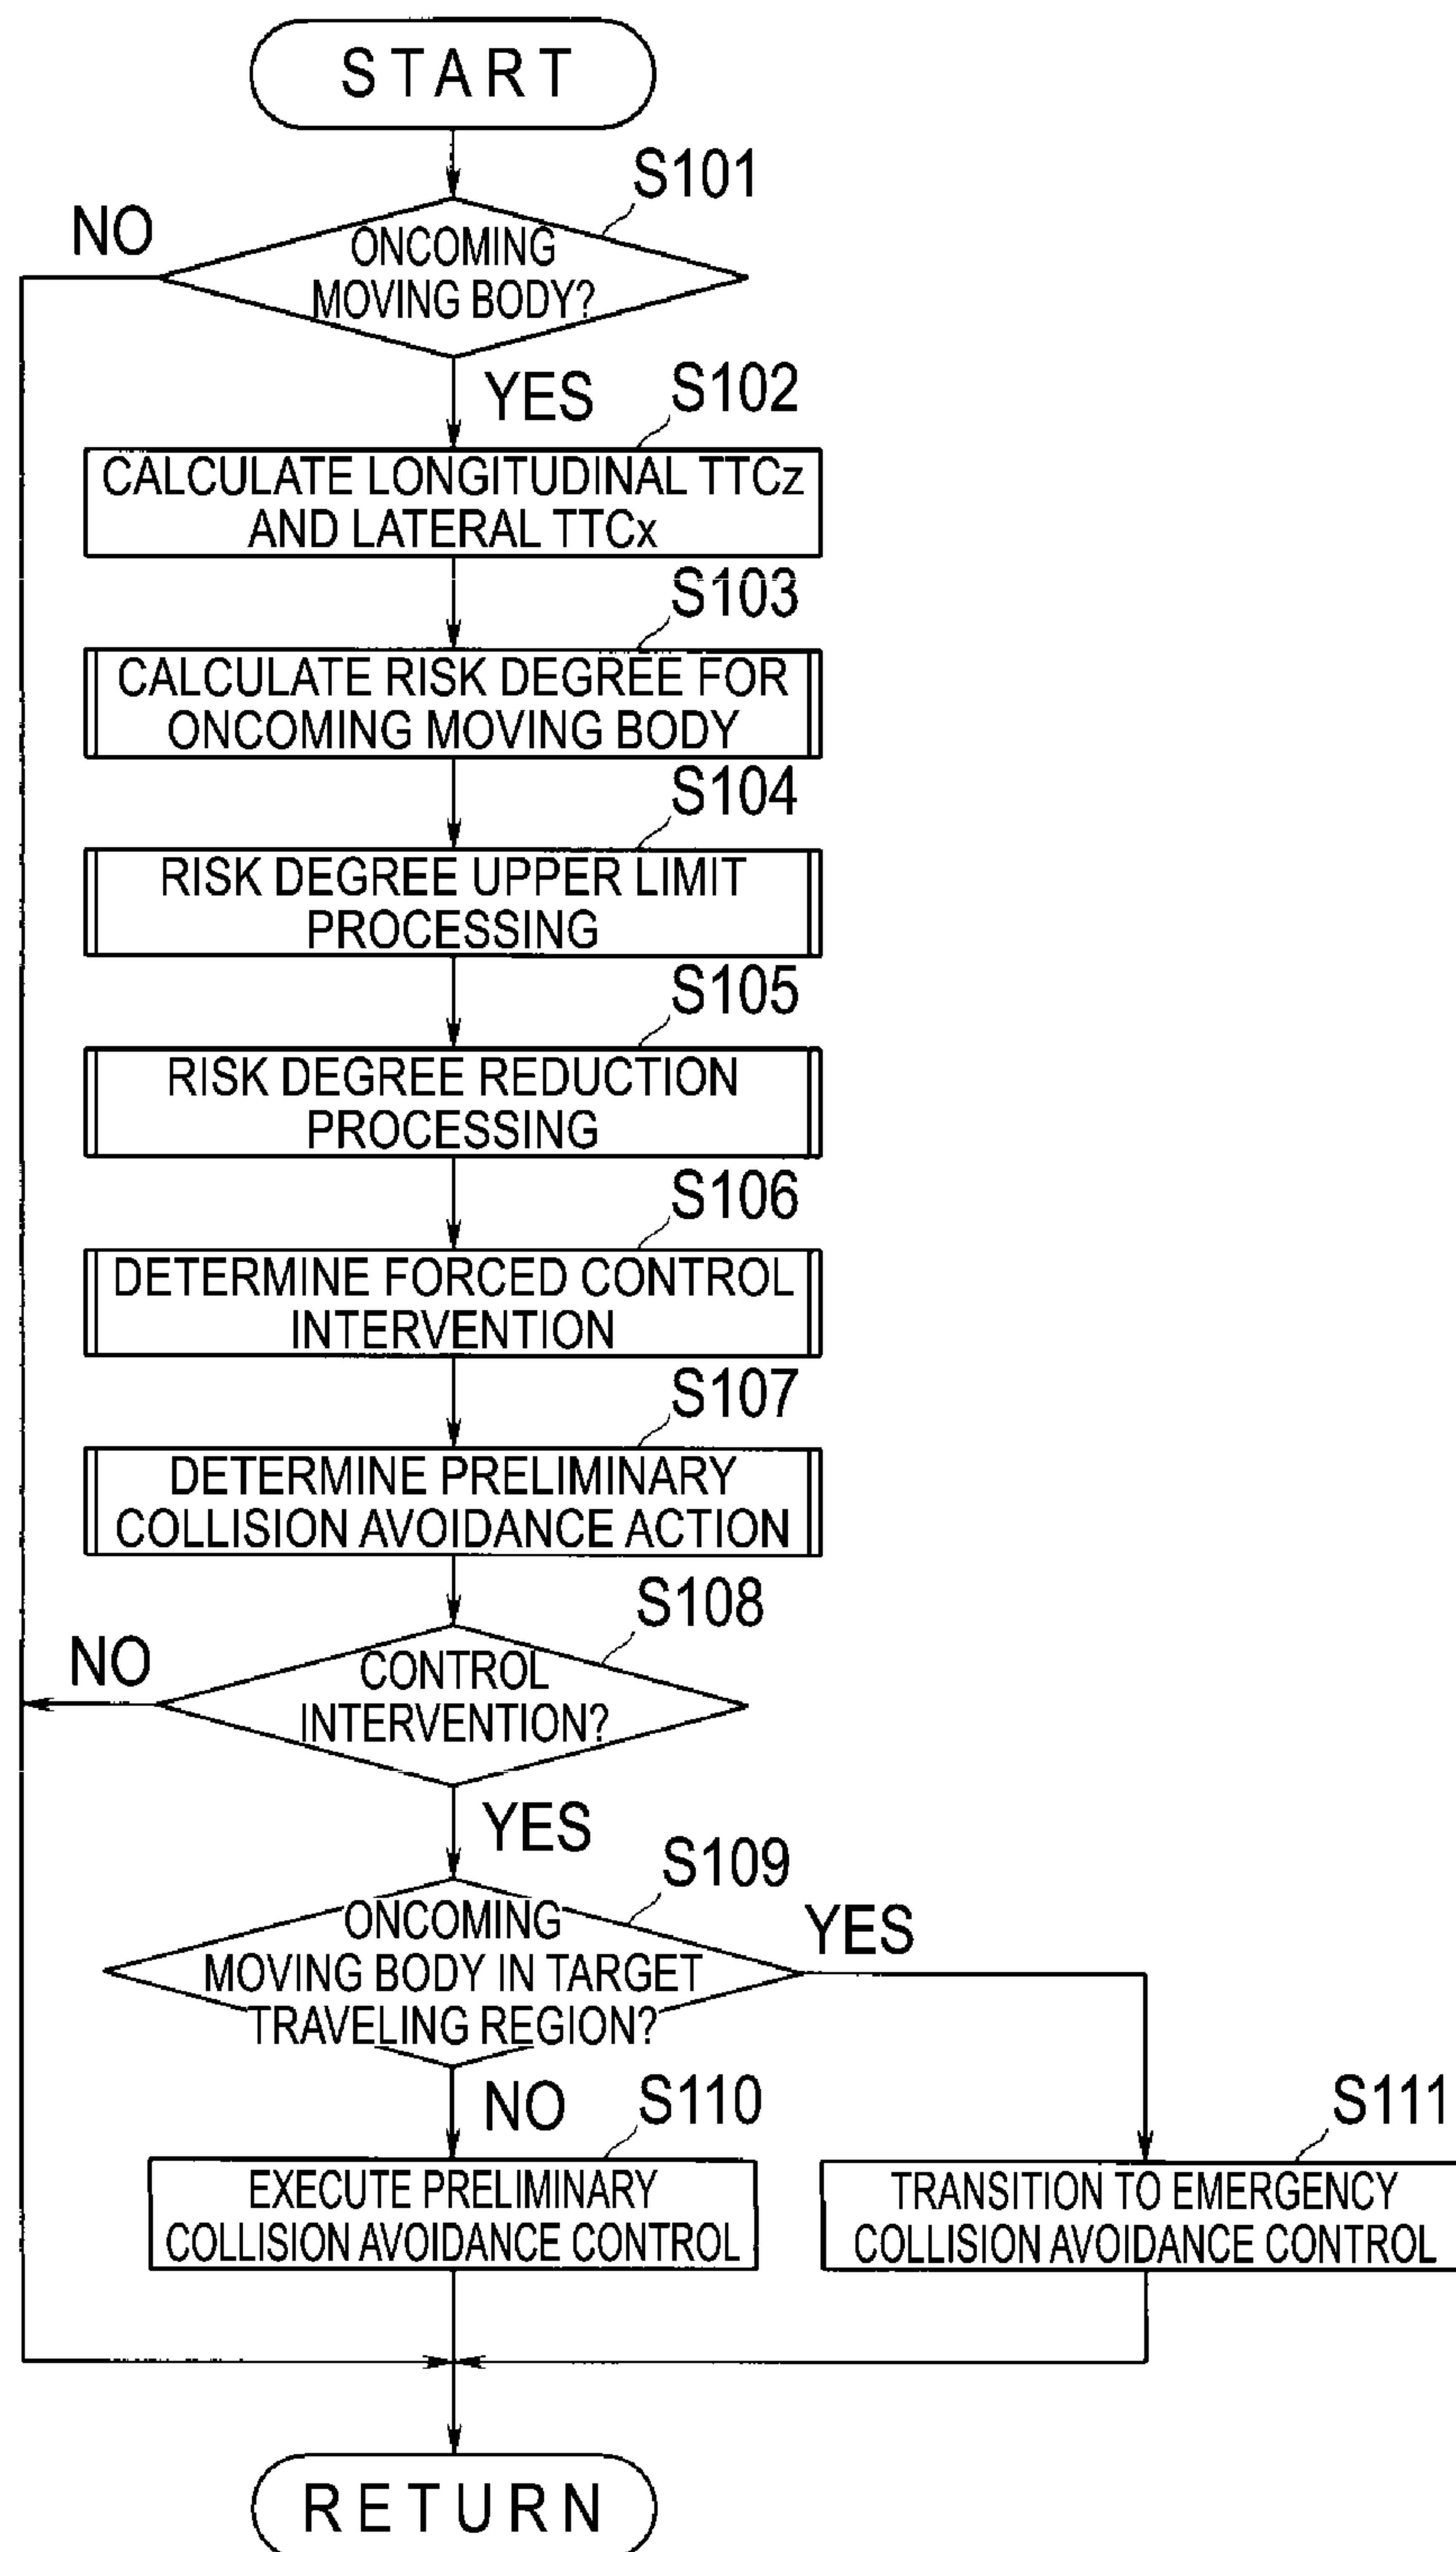 START
S101
NO
ONCOMING
MOVING BODY?
YES
S102
CALCULATE LONGITUDINAL TTCz
AND LATERAL TTCx
S103
CALCULATE RISK DEGREE FOR
ONCOMING MOVING BODY
S104
RISK DEGREE UPPER LIMIT
PROCESSING
S105
RISK DEGREE REDUCTION
PROCESSING
S106
DETERMINE FORCED CONTROL
INTERVENTION
S107
DETERMINE PRELIMINARY
COLLISION AVOIDANCE ACTION
S108
NO
CONTROL
INTERVENTION?
YES
S109
ONCOMING
MOVING BODY IN TARGET
TRAVELING REGION?
YES
NO
S110
EXECUTE PRELIMINARY
COLLISION AVOIDANCE CONTROL
S111
TRANSITION TO EMERGENCY
COLLISION AVOIDANCE CONTROL
RETURN